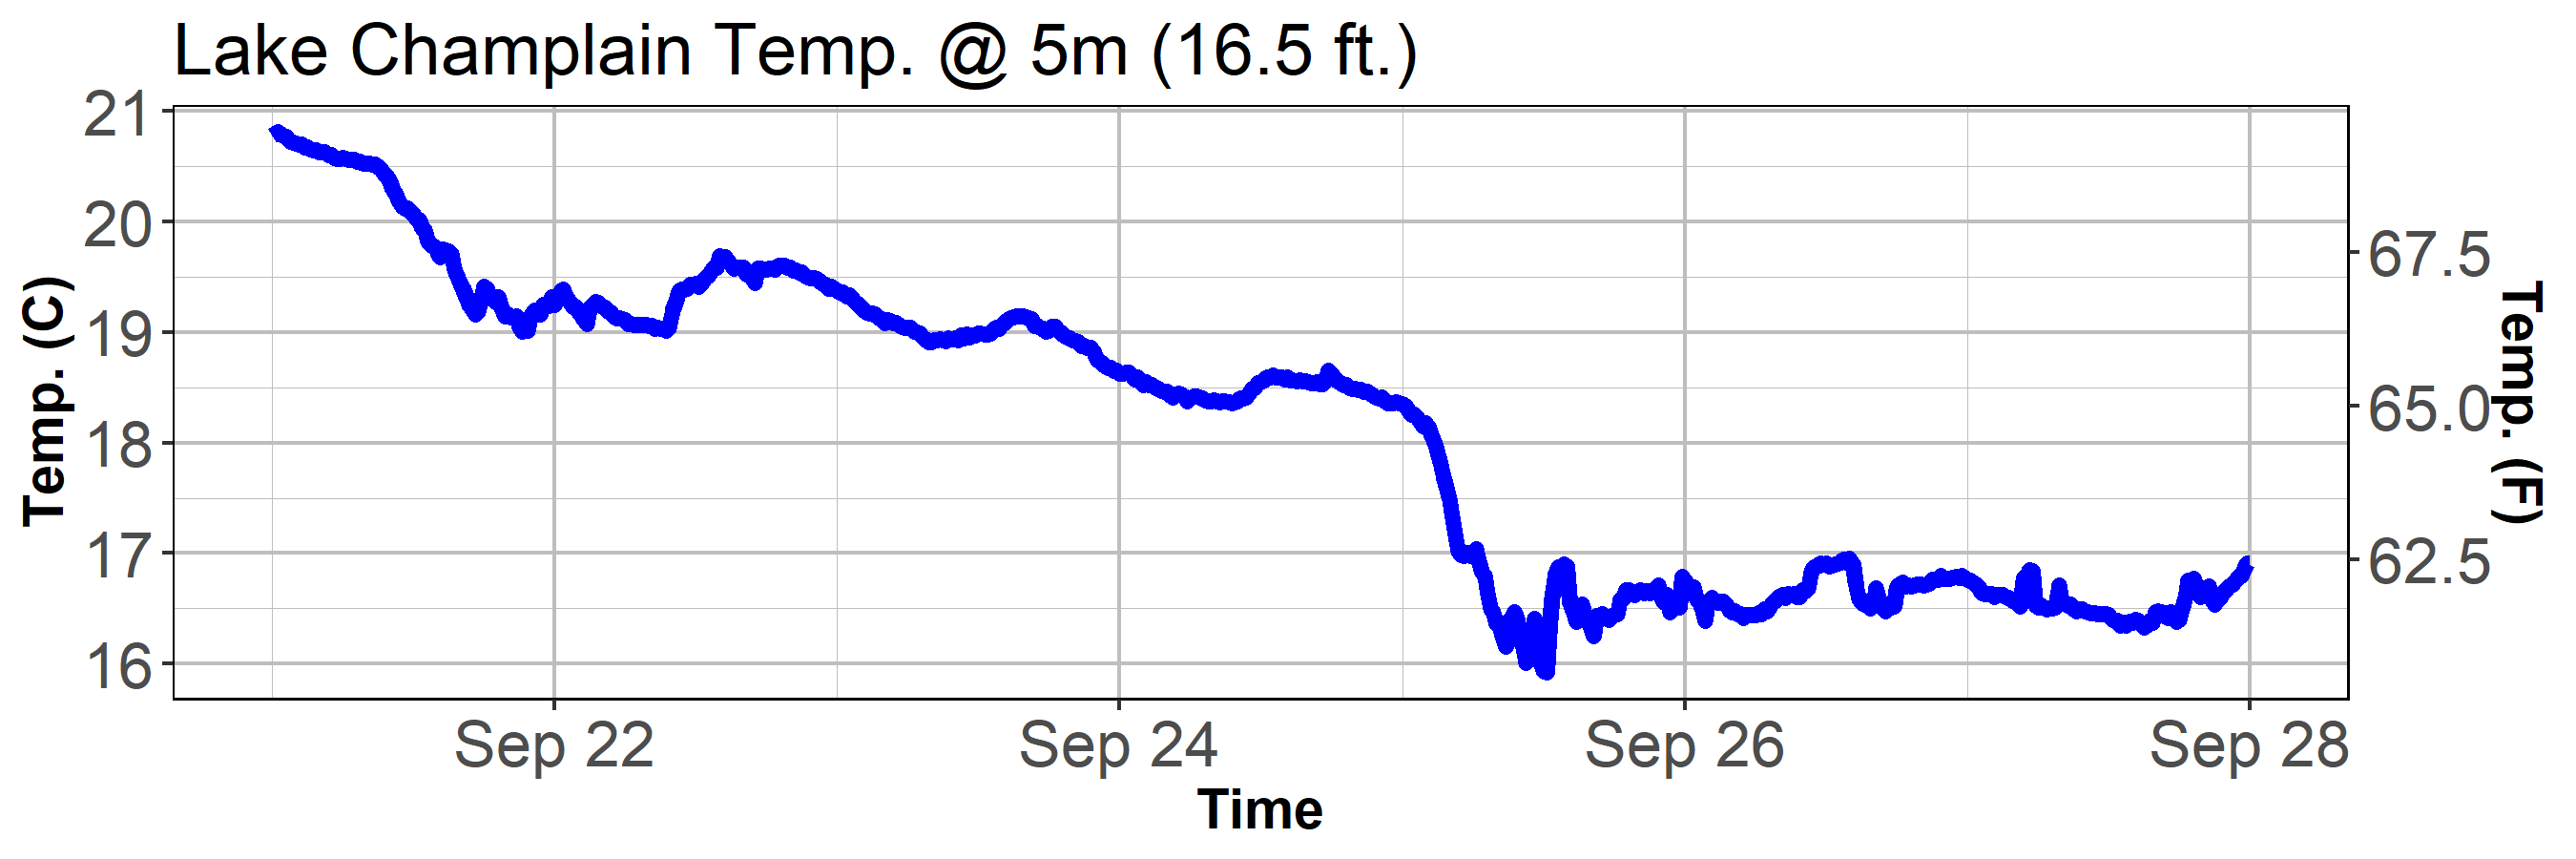 Lake Champlain Temp. @ 5m (16.5 ft.)
21
20
19
18
17
16
Temp. (C)
67.5
65.0
62.5
Temp. (F)
Sep 22
Sep 24
Sep 26
Sep 28
Time